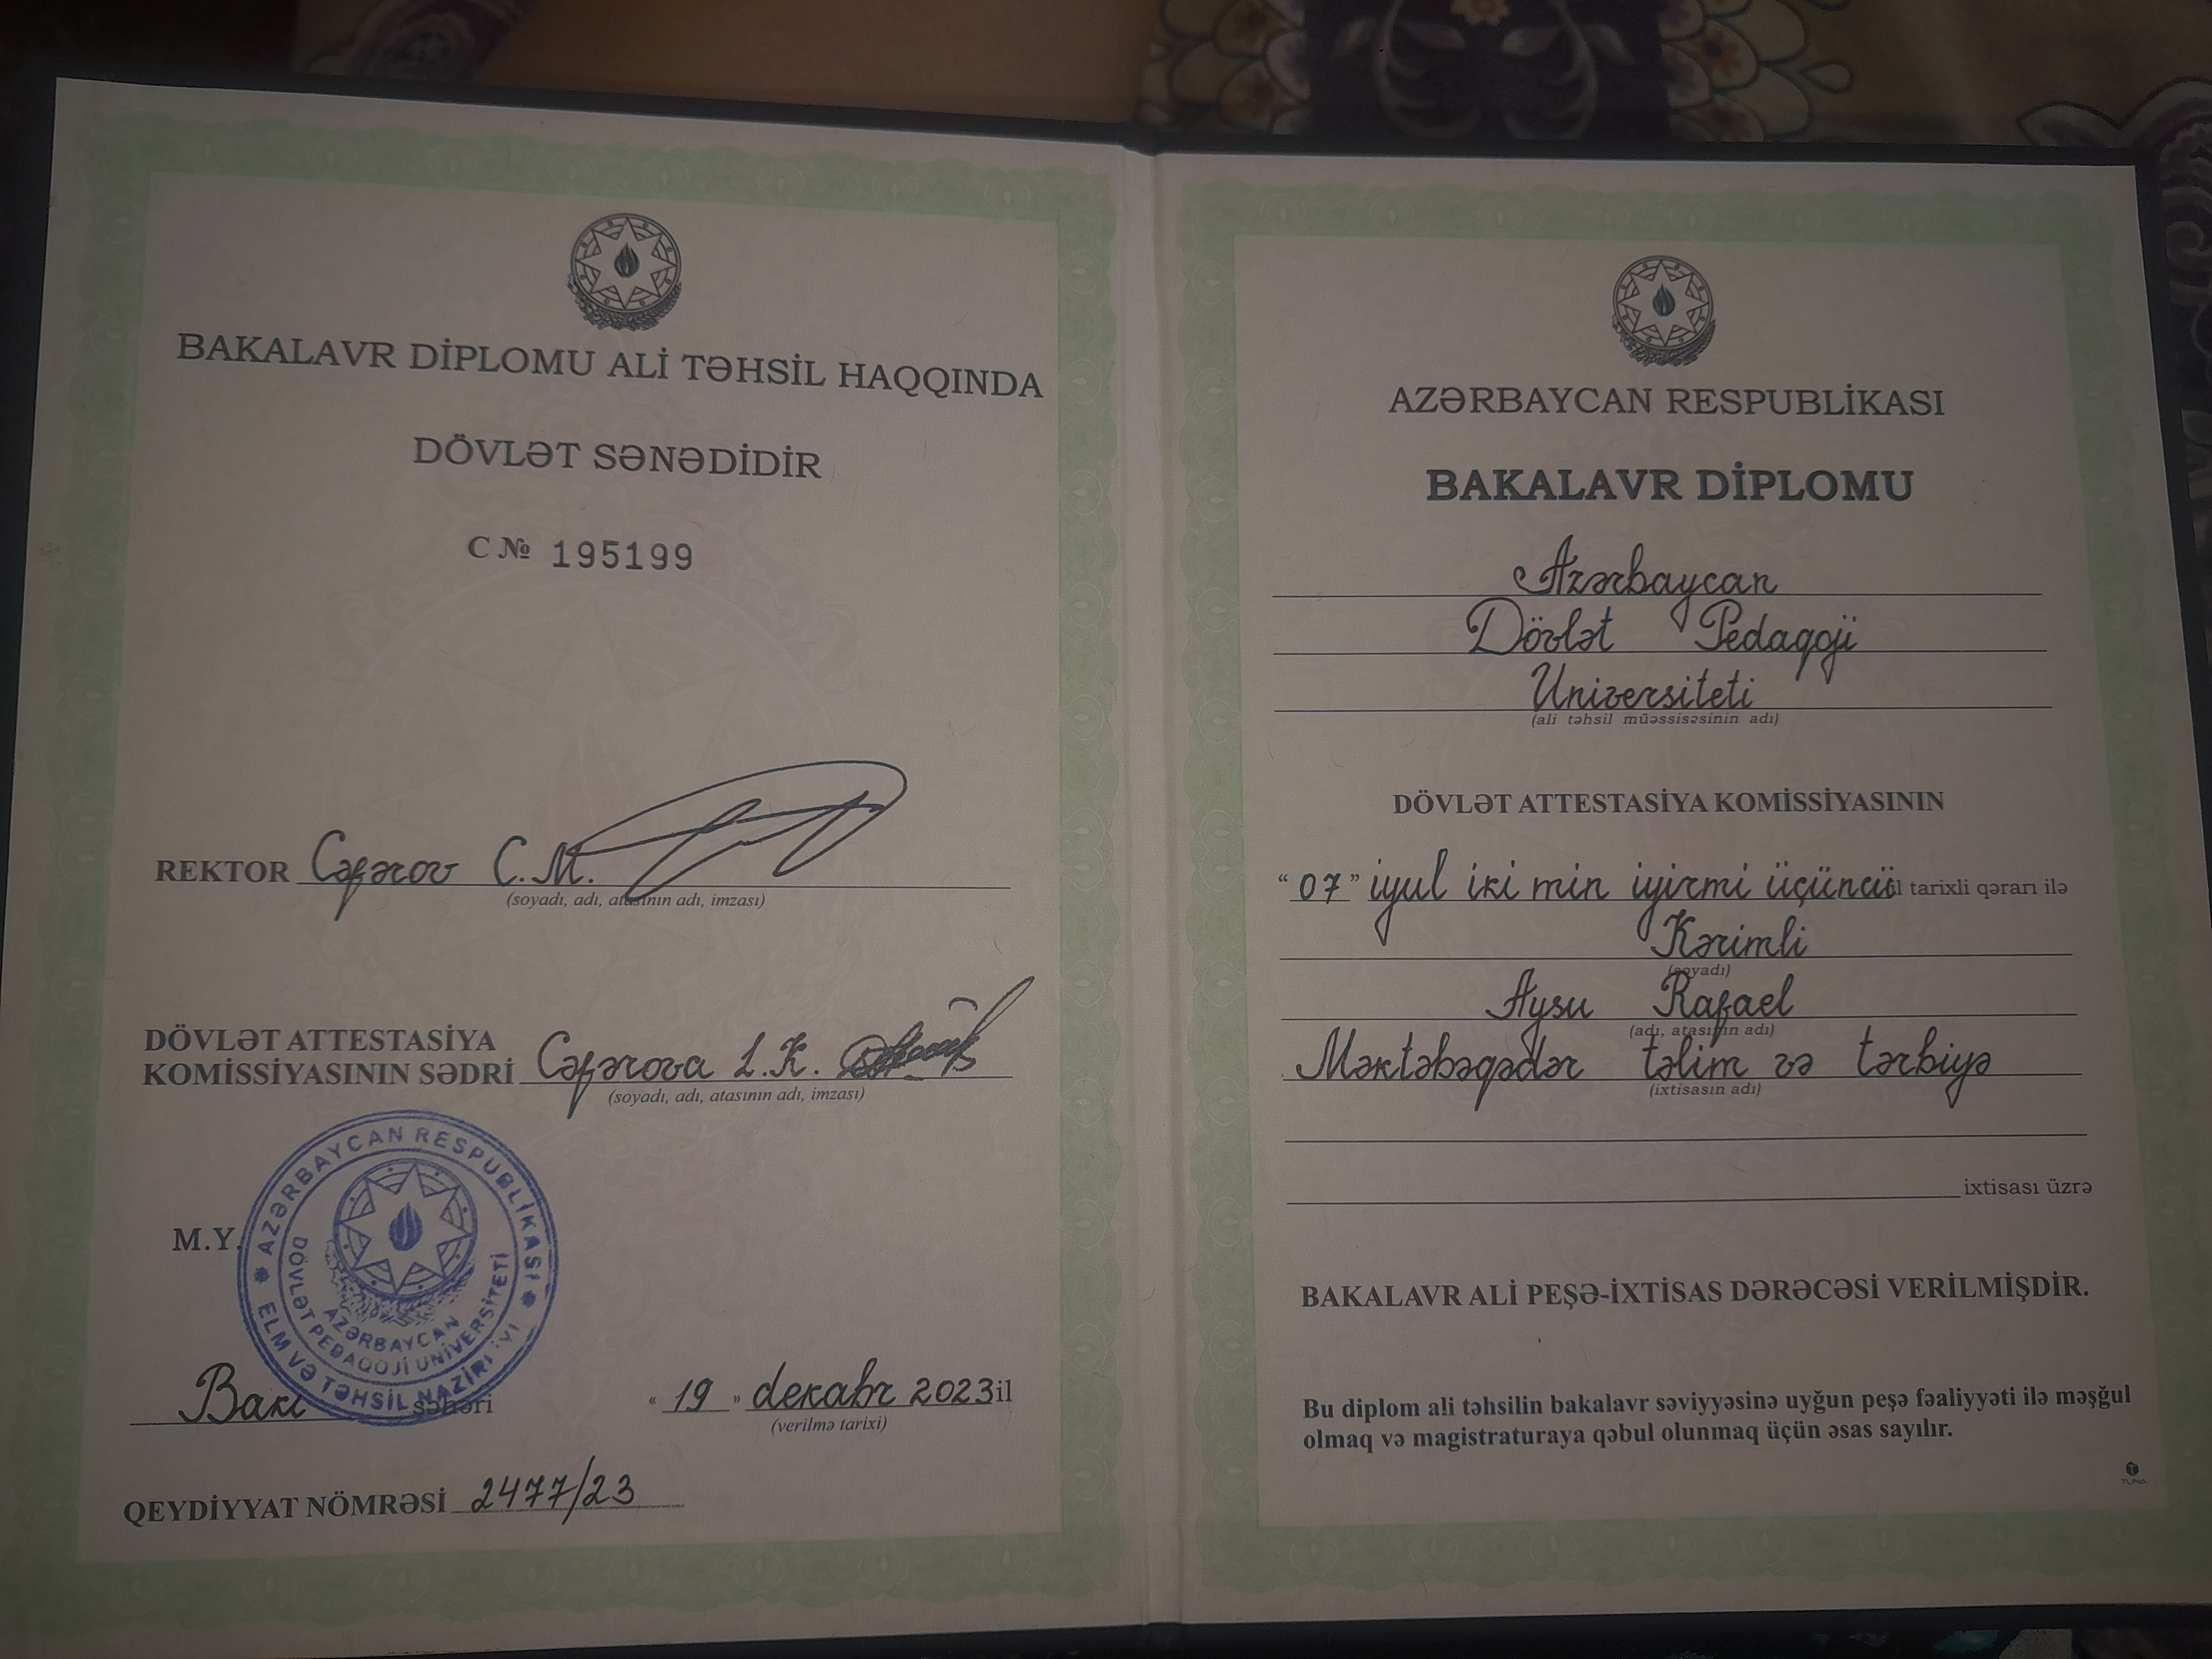 BAKALAVR DİPLOMU ALİ TƏHSİL HAQQINDA
DÖVLƏT SƏNƏDİDİR
C № 195199
REKTOR Cəfərov C.M.
(soyadı, adı, atasının adı, imzası)
DÖVLƏT ATTESTASİYA
KOMİSSİYASININ SƏDRİ Cəfərova L.K.
(soyadı, adı, atasının adı, imzası)
M.Y.
AZƏRBAYCAN RESPUBLİKASI
ELM VƏ TƏHSİL NAZİRLİYİ
AZƏRBAYCAN
DÖVLƏT PEDAQOJİ UNİVERSİTETİ
Bakı şəhəri « 19 » dekabr 2023 il
(verilmə tarixi)
QEYDİYYAT NÖMRƏSİ 2477/23
AZƏRBAYCAN RESPUBLİKASI
BAKALAVR DİPLOMU
Azərbaycan
Dövlət Pedaqoji
Universiteti
(ali təhsil müəssisəsinin adı)
DÖVLƏT ATTESTASİYA KOMİSSİYASININ
“ 07 ” iyul iki min iyirmi üçüncü il tarixli qərarı ilə
Kərimli
(soyadı)
Aysu Rafael
(adı, atasının adı)
Məktəbəqədər təlim və tərbiyə
(ixtisasın adı)
ixtisası üzrə
BAKALAVR ALİ PEŞƏ-İXTİSAS DƏRƏCƏSİ VERİLMİŞDİR.
Bu diplom ali təhsilin bakalavr səviyyəsinə uyğun peşə fəaliyyəti ilə məşğul
olmaq və magistraturaya qəbul olunmaq üçün əsas sayılır.
TUNA